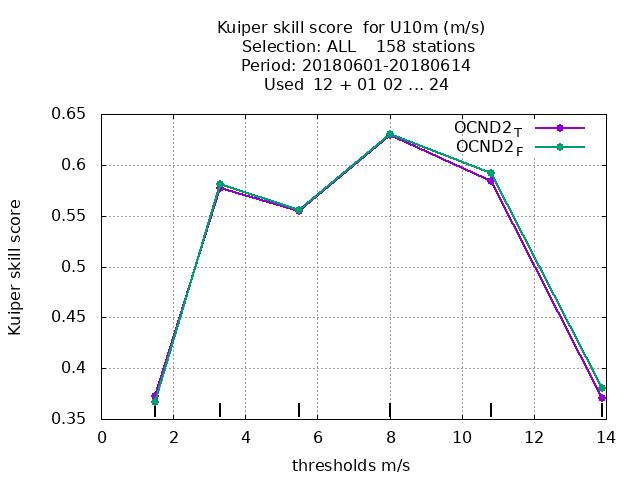 Kuiper skill score  for U10m (m/s)
Selection: ALL    158 stations
Period: 20180601-20180614
Used  12 + 01 02 ... 24
OCND2_T
OCND2_F
0.65
0.6
0.55
0.5
0.45
0.4
0.35
Kuiper skill score
0 2 4 6 8 10 12 14
thresholds m/s